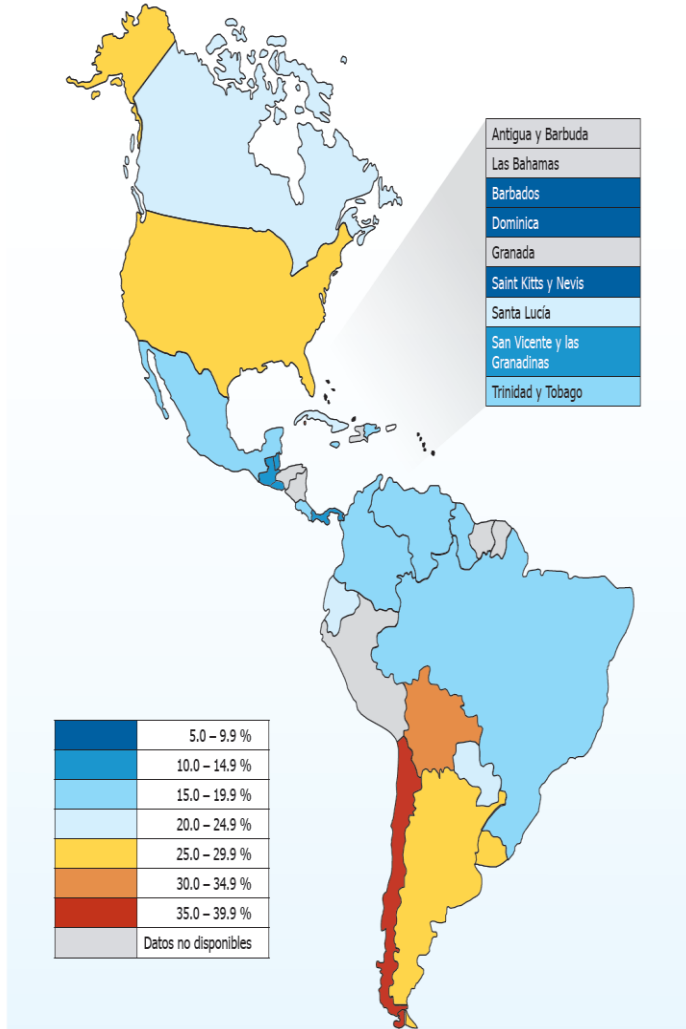 Antigua y Barbuda
Las Bahamas
Barbados
Dominica
Granada
Saint Kitts y Nevis
Santa Lucía
San Vicente y las
Granadinas
Trinidad y Tobago
5.0 – 9.9 %
10.0 – 14.9 %
15.0 – 19.9 %
20.0 – 24.9 %
25.0 – 29.9 %
30.0 – 34.9 %
35.0 – 39.9 %
Datos no disponibles